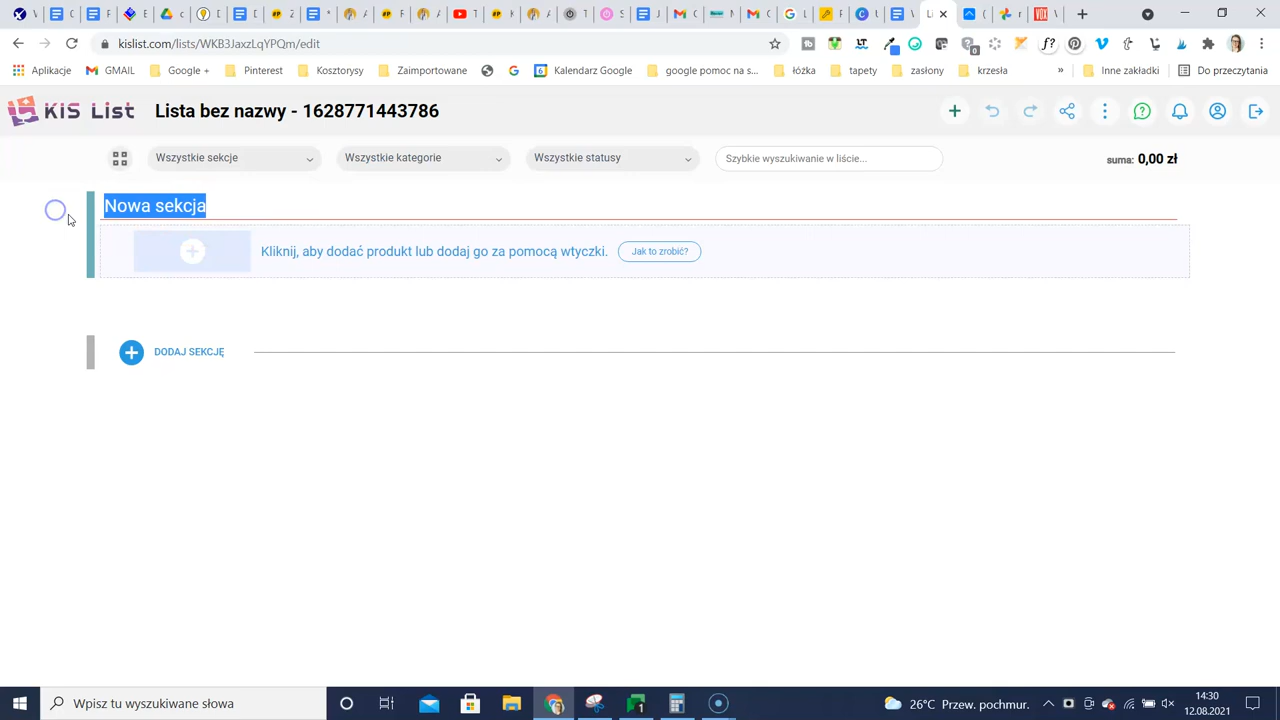 kislist.com/lists/WKB3JaxzLqYPQm/edit
Aplikacje GMAIL Google + Pinterest Kosztorysy Zaimportowane Kalendarz Google google pomoc na s... łóżka tapety zasłony krzesła » Inne zakładki Do przeczytania
KIS List Lista bez nazwy - 1628771443786
Wszystkie sekcje Wszystkie kategorie Wszystkie statusy Szybkie wyszukiwanie w liście... suma: 0,00 zł
Nowa sekcja
Kliknij, aby dodać produkt lub dodaj go za pomocą wtyczki. Jak to zrobić?
DODAJ SEKCJĘ
Wpisz tu wyszukiwane słowa 26°C Przew. pochmur. 14:30
12.08.2021